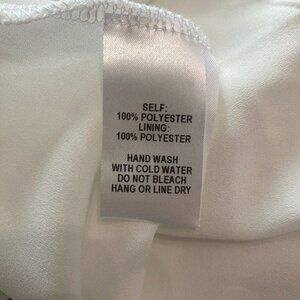 SELF:
100% POLYESTER
LINING:
100% POLYESTER
HAND WASH
WITH COLD WATER
DO NOT BLEACH
HANG OR LINE DRY